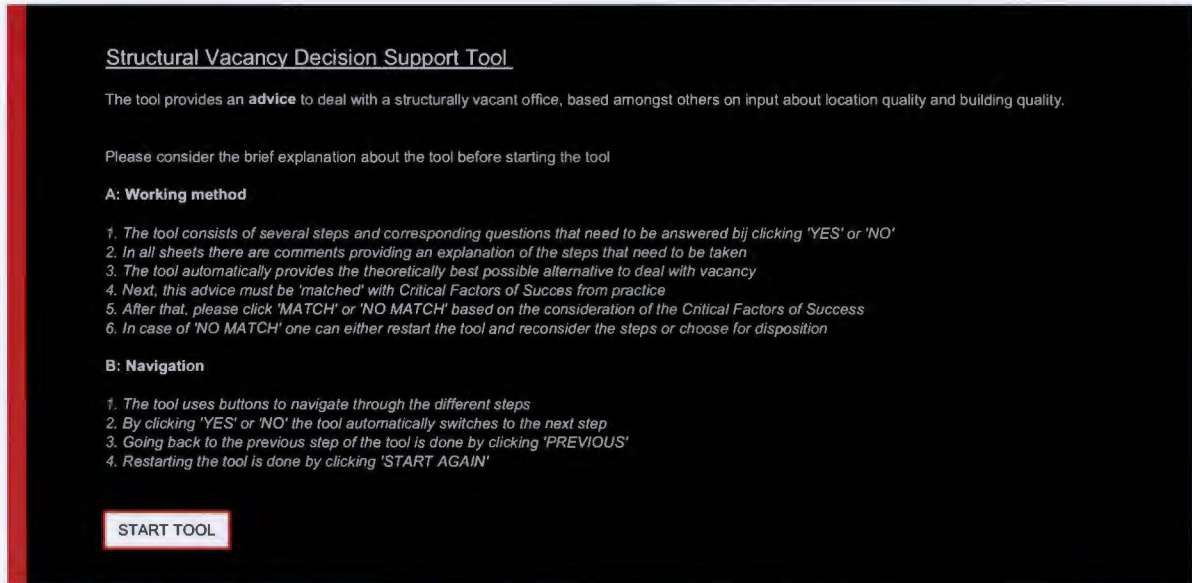 Structural Vacancy Decision Support Tool
The tool provides an advice to deal with a structurally vacant office, based amongst others on input about location quality and building quality.
Please consider the brief explanation about the tool before starting the tool
A: Working method
1. The tool consists of several steps and corresponding questions that need to be answered bij clicking 'YES' or 'NO'
2. In all sheets there are comments providing an explanation of the steps that need to be taken
3. The tool automatically provides the theoretically best possible alternative to deal with vacancy
4. Next, this advice must be 'matched' with Critical Factors of Succes from practice
5. After that, please click 'MATCH' or 'NO MATCH' based on the consideration of the Critical Factors of Success
6. In case of 'NO MATCH' one can either restart the tool and reconsider the steps or choose for disposition
B: Navigation
1. The tool uses buttons to navigate through the different steps
2. By clicking 'YES' or 'NO' the tool automatically switches to the next step
3. Going back to the previous step of the tool is done by clicking 'PREVIOUS'
4. Restarting the tool is done by clicking 'START AGAIN'
START TOOL